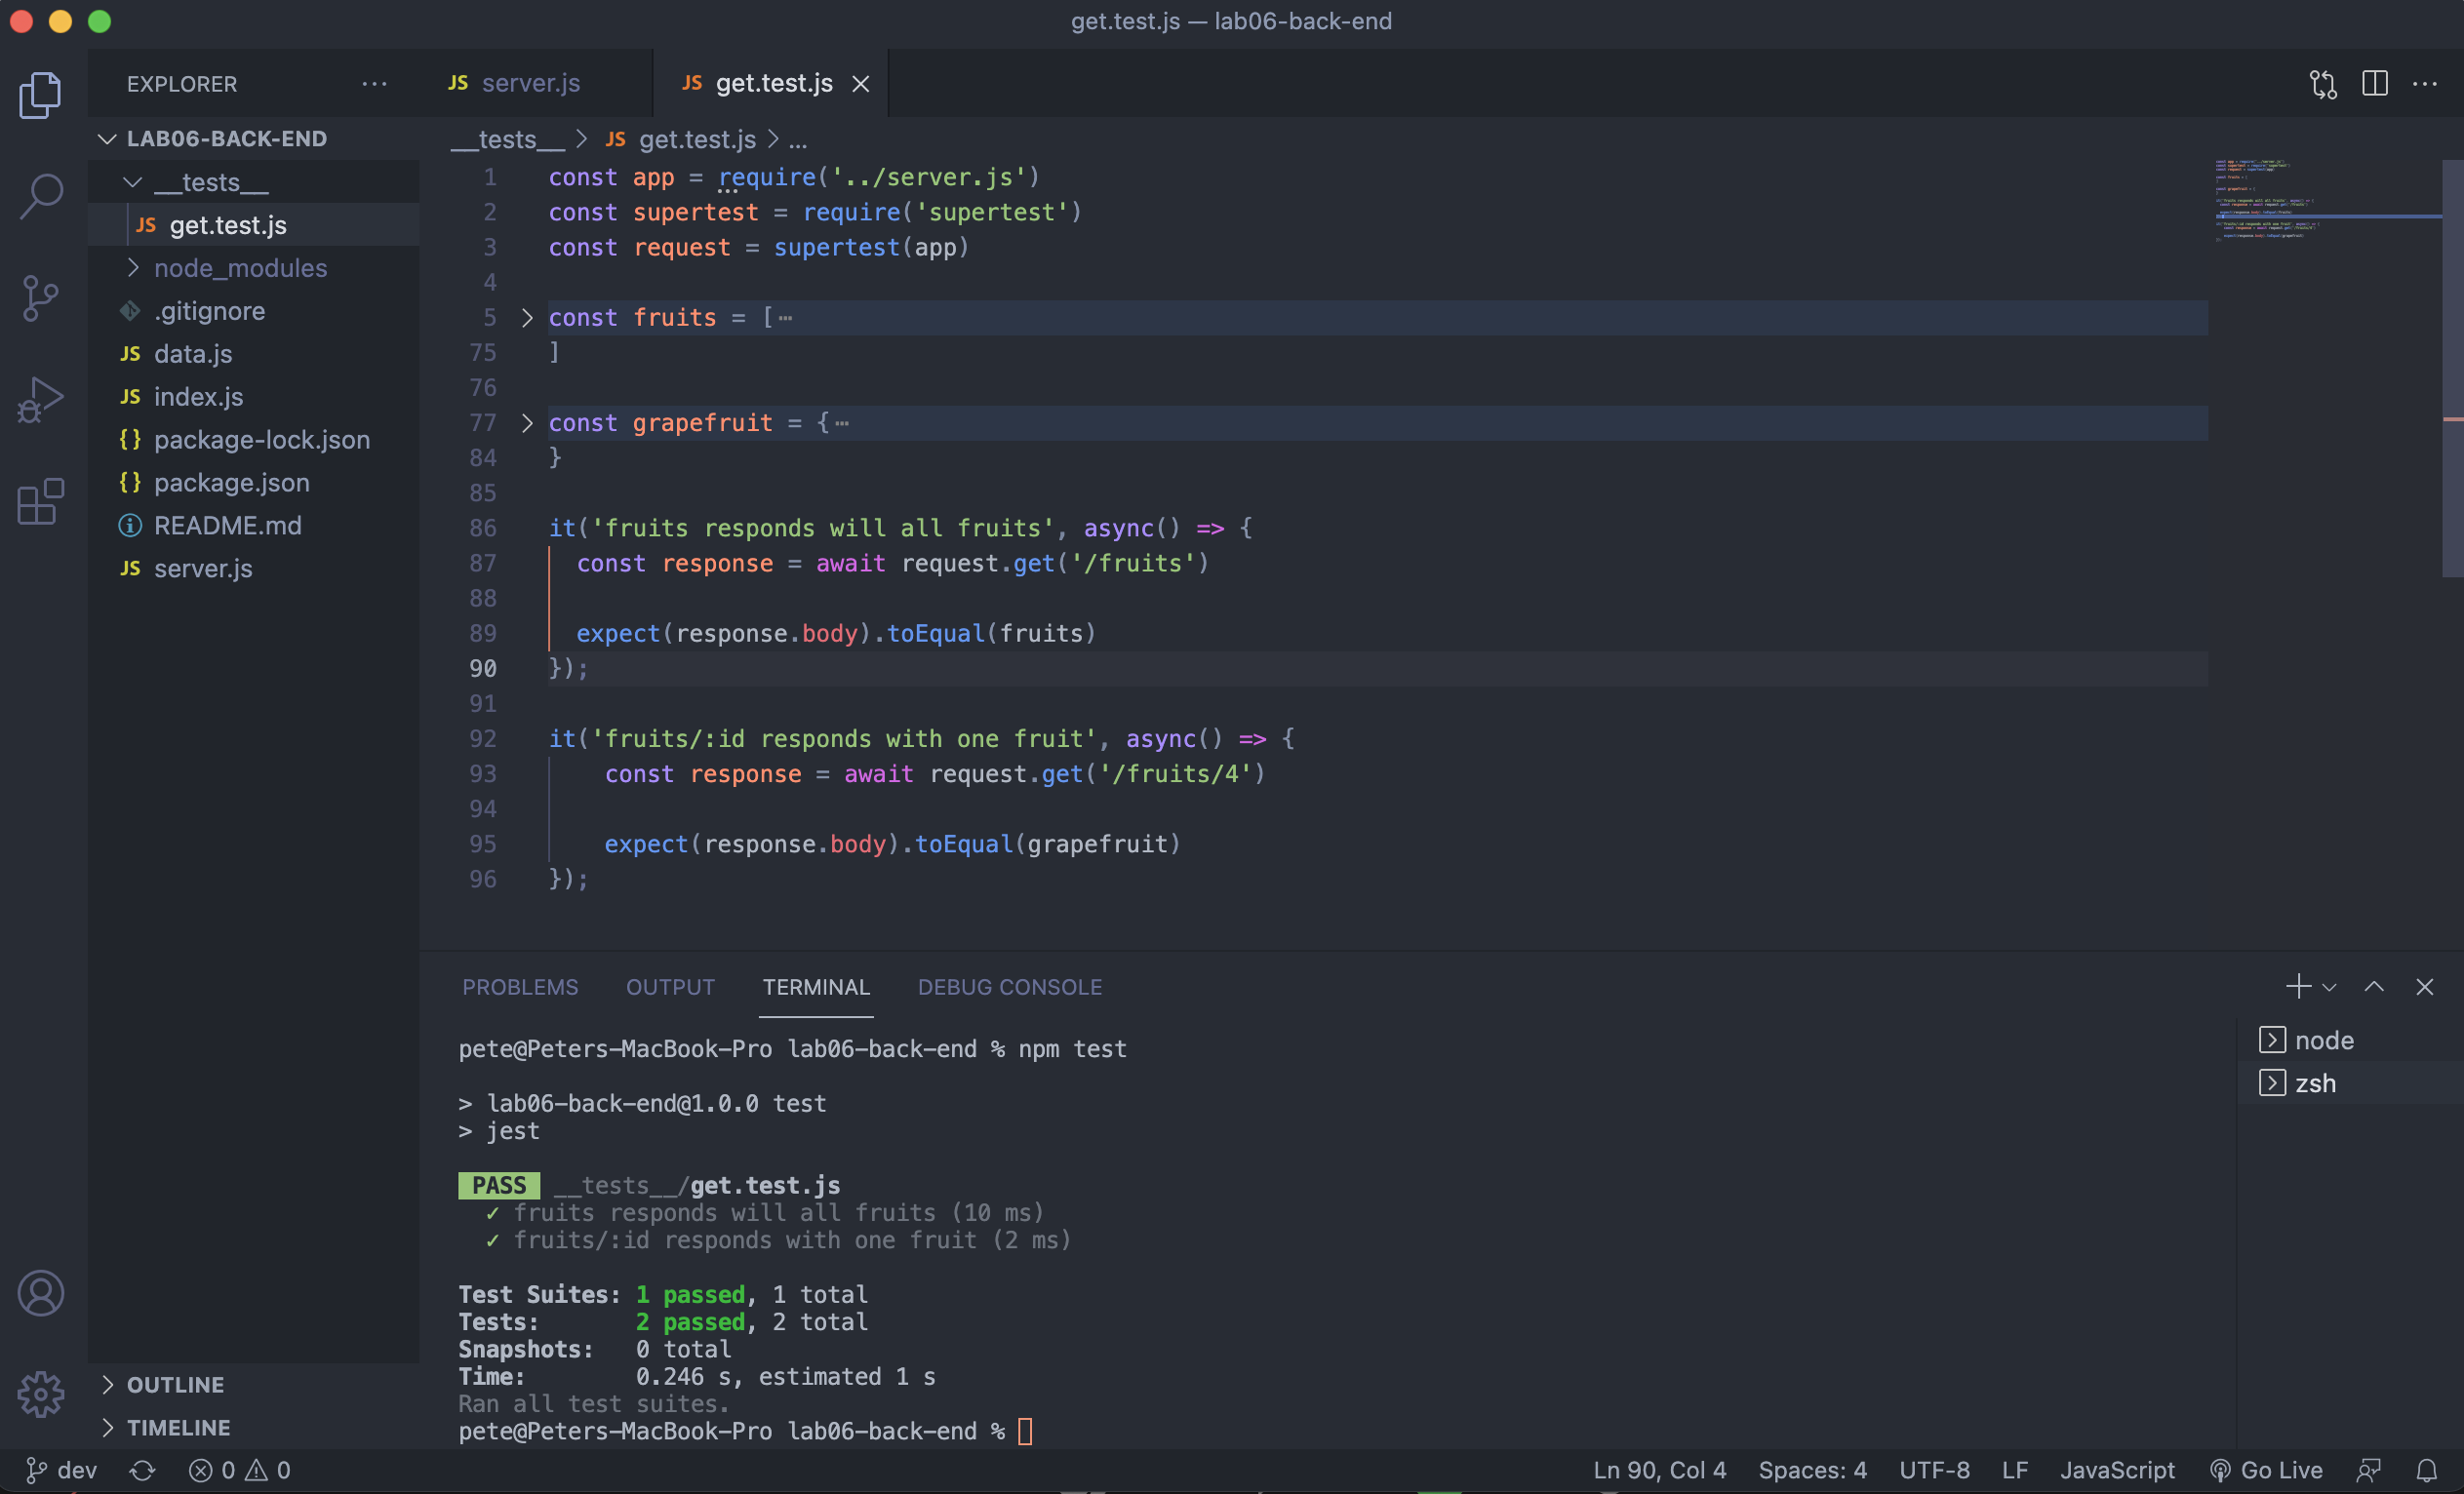 get.test.js — lab06-back-end
EXPLORER
JS server.js
JS get.test.js
LAB06-BACK-END
__tests__
JS get.test.js
node_modules
.gitignore
JS data.js
JS index.js
{} package-lock.json
{} package.json
README.md
JS server.js
OUTLINE
TIMELINE
__tests__ > JS get.test.js > ...
1 const app = require('../server.js')
2 const supertest = require('supertest')
3 const request = supertest(app)
4
5 const fruits = [⋯
75 ]
76
77 const grapefruit = {⋯
84 }
85
86 it('fruits responds will all fruits', async() => {
87 const response = await request.get('/fruits')
88
89 expect(response.body).toEqual(fruits)
90 });
91
92 it('fruits/:id responds with one fruit', async() => {
93 const response = await request.get('/fruits/4')
94
95 expect(response.body).toEqual(grapefruit)
96 });
PROBLEMS OUTPUT TERMINAL DEBUG CONSOLE
pete@Peters-MacBook-Pro lab06-back-end % npm test
> lab06-back-end@1.0.0 test
> jest
PASS __tests__/get.test.js
✓ fruits responds will all fruits (10 ms)
✓ fruits/:id responds with one fruit (2 ms)
Test Suites: 1 passed, 1 total
Tests: 2 passed, 2 total
Snapshots: 0 total
Time: 0.246 s, estimated 1 s
Ran all test suites.
pete@Peters-MacBook-Pro lab06-back-end %
node
zsh
dev 0 0 Ln 90, Col 4 Spaces: 4 UTF-8 LF JavaScript Go Live